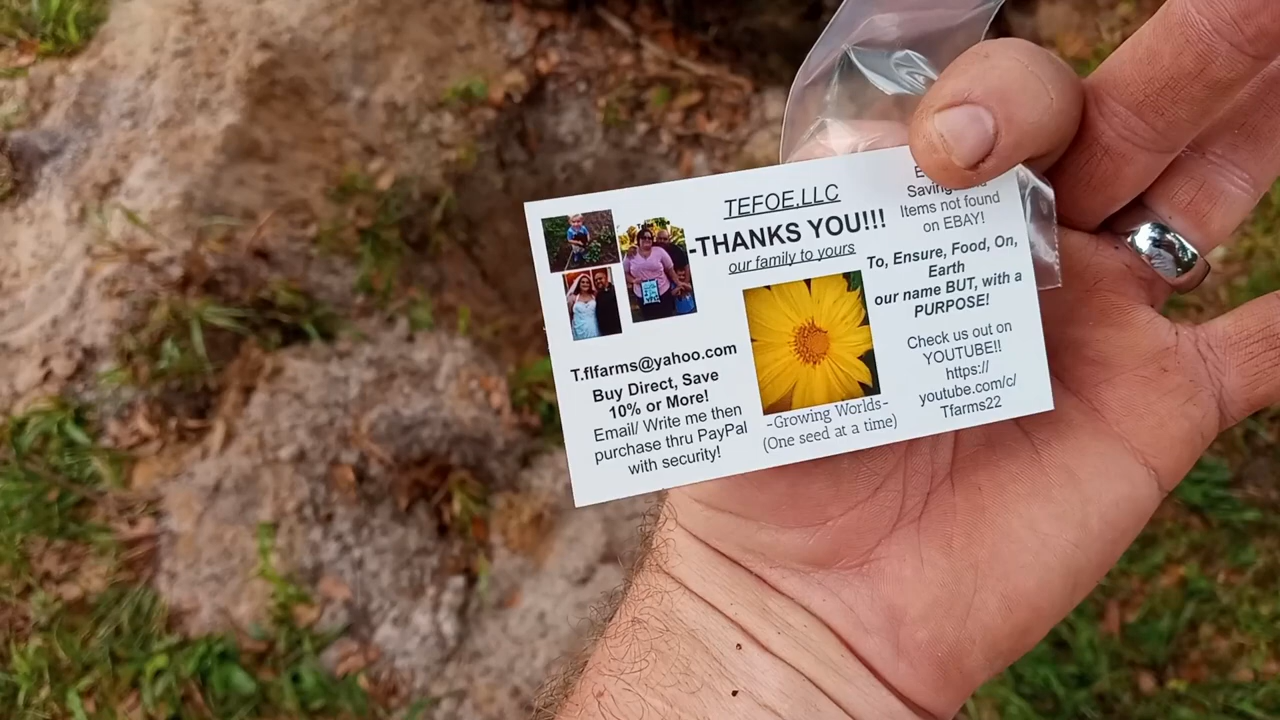 TEFOE.LLC
-THANKS YOU!!!
our family to yours
T.flfarms@yahoo.com
Buy Direct, Save
10% or More!
Email/ Write me then
purchase thru PayPal
with security!
-Growing Worlds-
(One seed at a time)
Items not found
on EBAY!
To, Ensure, Food, On,
Earth
our name BUT, with a
PURPOSE!
Check us out on
YOUTUBE!!
https://
youtube.com/c/
Tfarms22